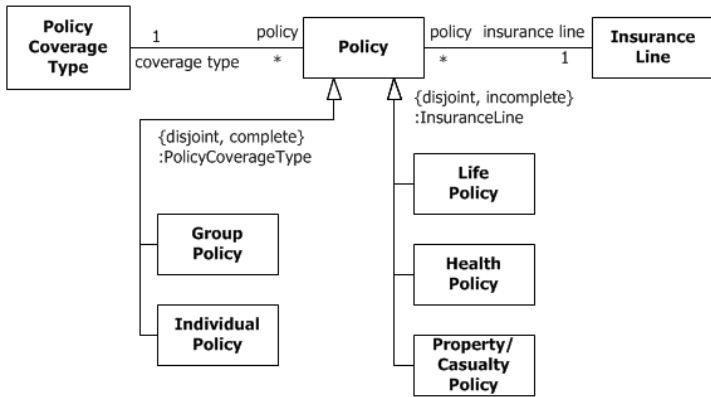 Policy
Coverage
Type
1
coverage type
policy
*
Policy
policy
*
insurance line
1
Insurance
Line
{disjoint, complete}
:PolicyCoverageType
{disjoint, incomplete}
:InsuranceLine
Group
Policy
Individual
Policy
Life
Policy
Health
Policy
Property/
Casualty
Policy